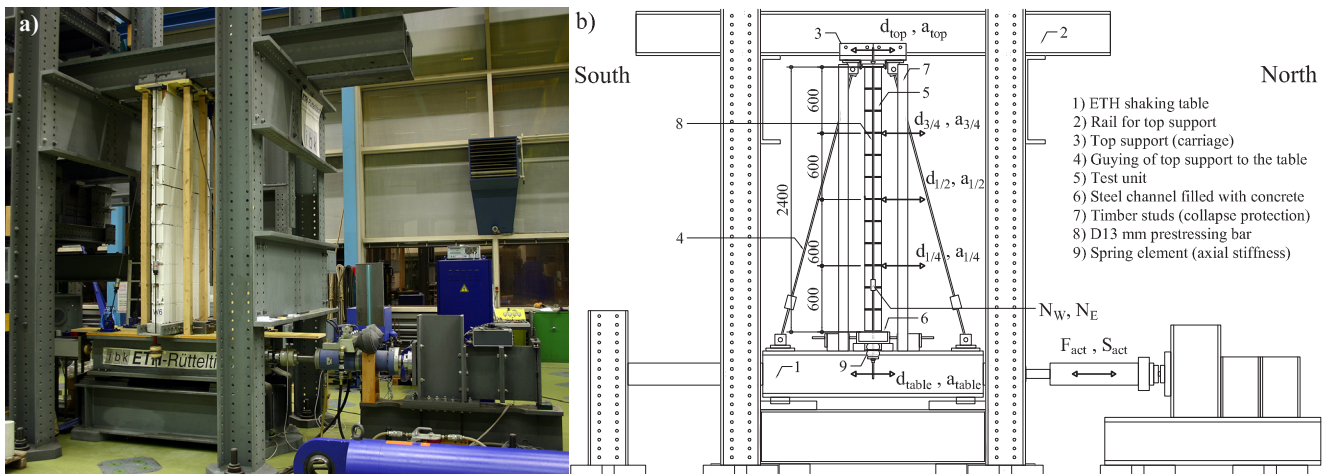 a)
W6
ibk ETH-Rüttelti
b)
South
North
d_top , a_top
3
2
7
5
8
600
d_3/4 , a_3/4
600
d_1/2, a_1/2
2400
4
600
d_1/4, a_1/4
600
6
N_W, N_E
F_act , S_act
9
1
d_table , a_table
1) ETH shaking table
2) Rail for top support
3) Top support (carriage)
4) Guying of top support to the table
5) Test unit
6) Steel channel filled with concrete
7) Timber studs (collapse protection)
8) D13 mm prestressing bar
9) Spring element (axial stiffness)